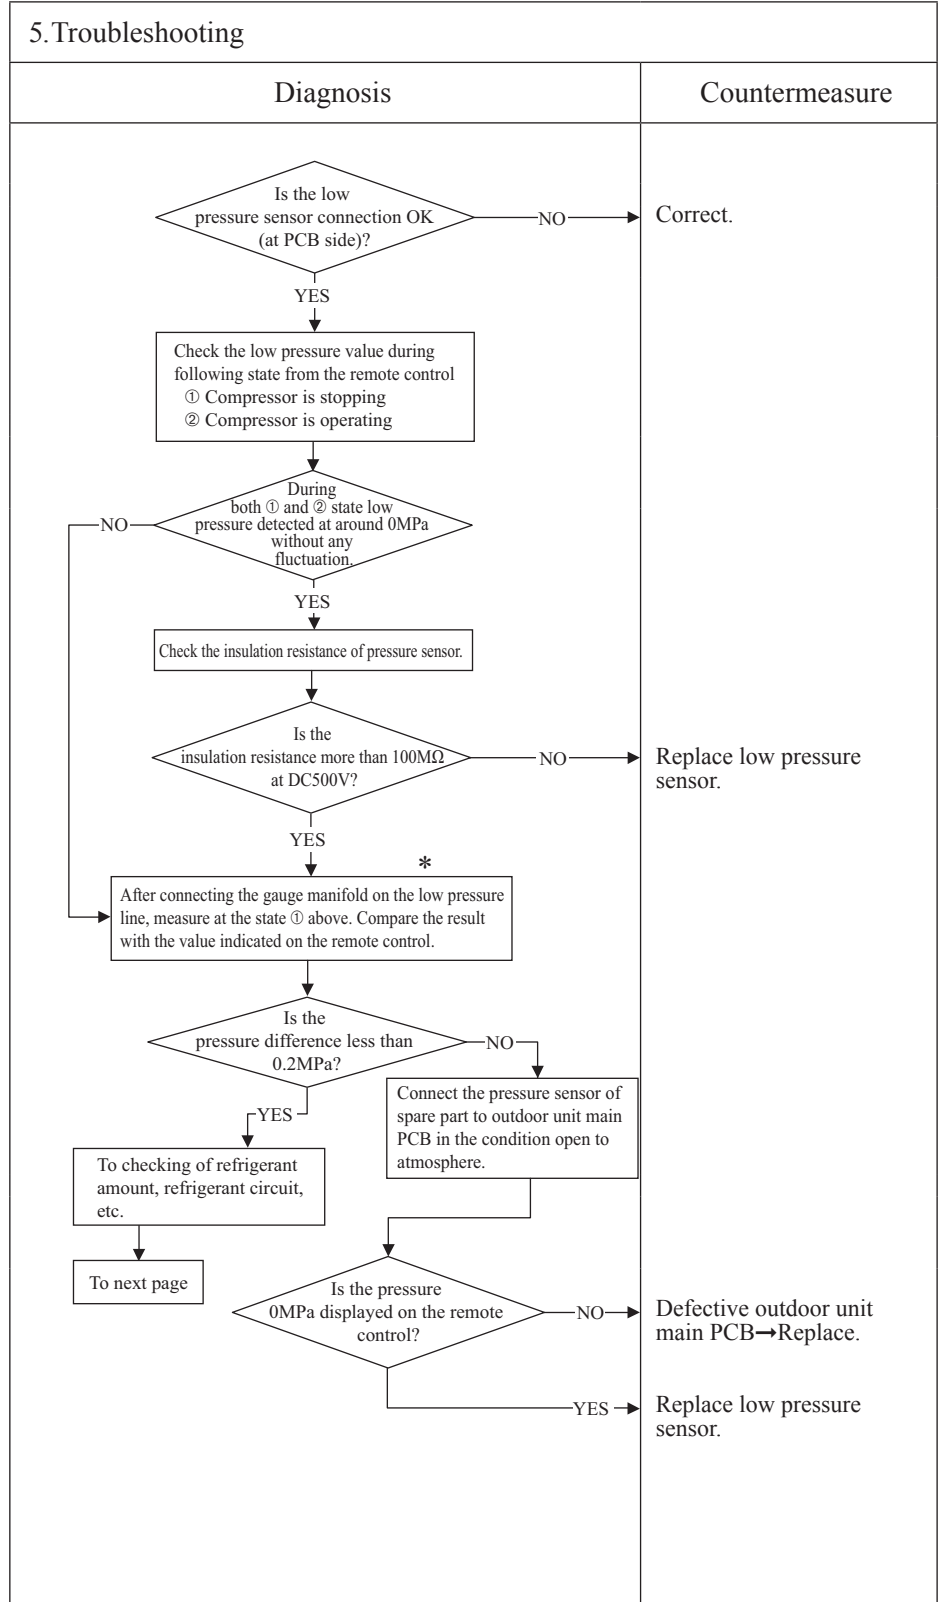 5.Troubleshooting
Diagnosis
Countermeasure
Is the low
pressure sensor connection OK
(at PCB side)?
NO
Correct.
YES
Check the low pressure value during
following state from the remote control
① Compressor is stopping
② Compressor is operating
During
both ① and ② state low
pressure detected at around 0MPa
without any
fluctuation.
NO
YES
Check the insulation resistance of pressure sensor.
Is the
insulation resistance more than 100MΩ
at DC500V?
NO
Replace low pressure
sensor.
YES
*
After connecting the gauge manifold on the low pressure
line, measure at the state ① above. Compare the result
with the value indicated on the remote control.
Is the
pressure difference less than
0.2MPa?
NO
YES
Connect the pressure sensor of
spare part to outdoor unit main
PCB in the condition open to
atmosphere.
To checking of refrigerant
amount, refrigerant circuit,
etc.
To next page
Is the pressure
0MPa displayed on the remote
control?
NO
Defective outdoor unit
main PCB→Replace.
YES
Replace low pressure
sensor.